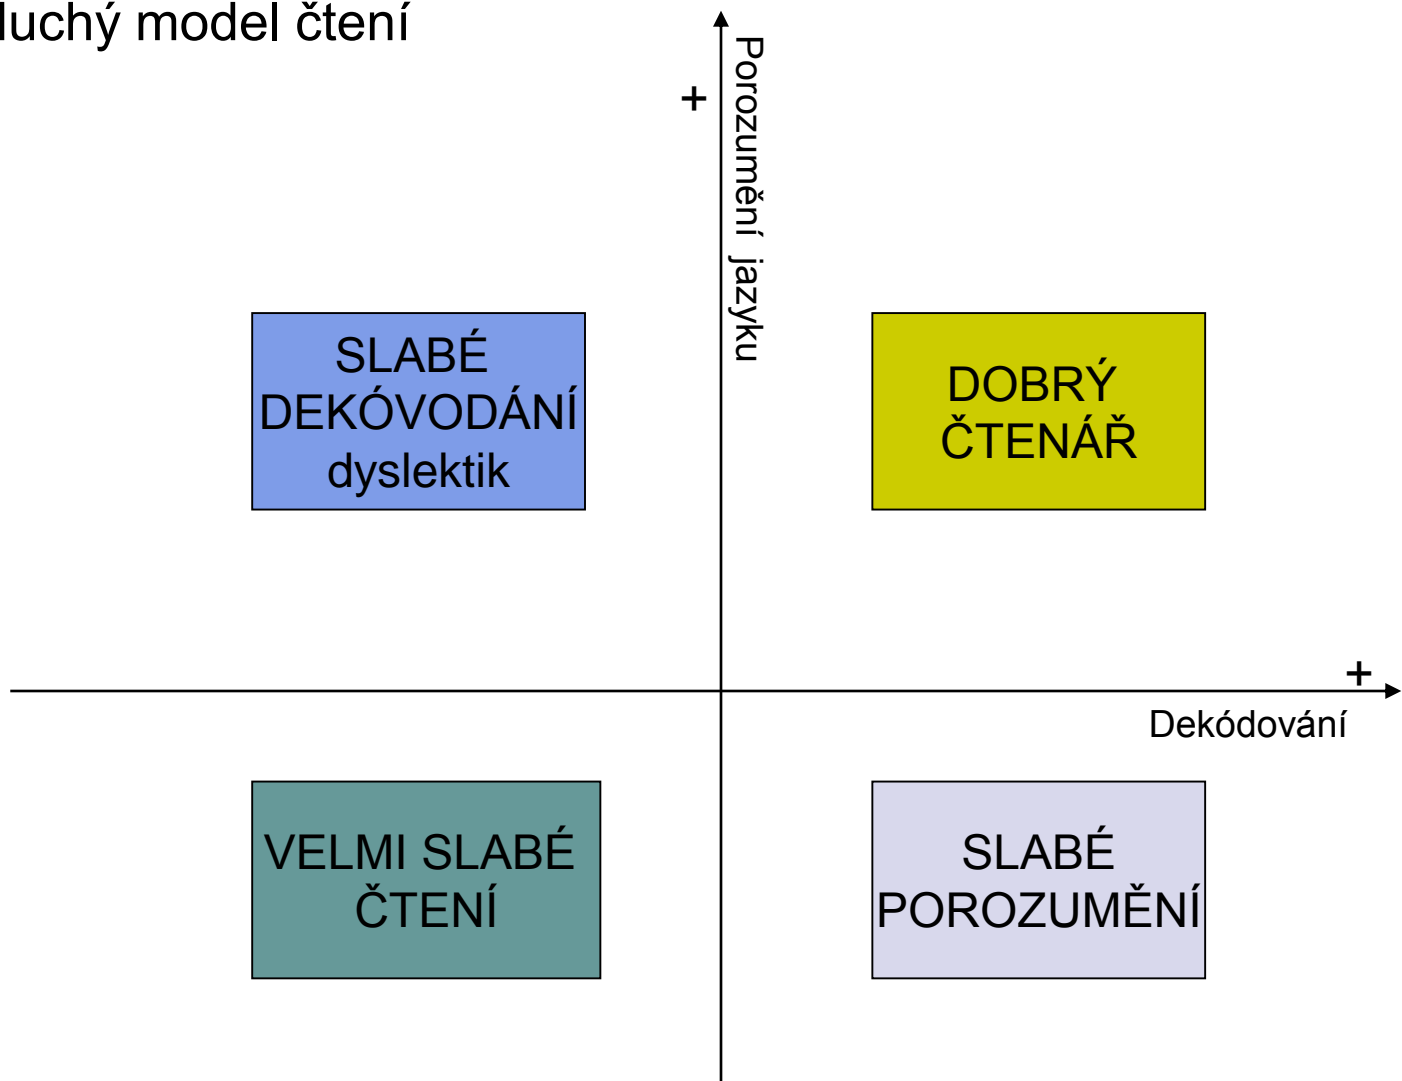 luchý model čtení
+
Porozumění jazyku
SLABÉ
DEKÓVODÁNÍ
dyslektik
DOBRÝ
ČTENÁŘ
+
Dekódování
VELMI SLABÉ
ČTENÍ
SLABÉ
POROZUMĚNÍ